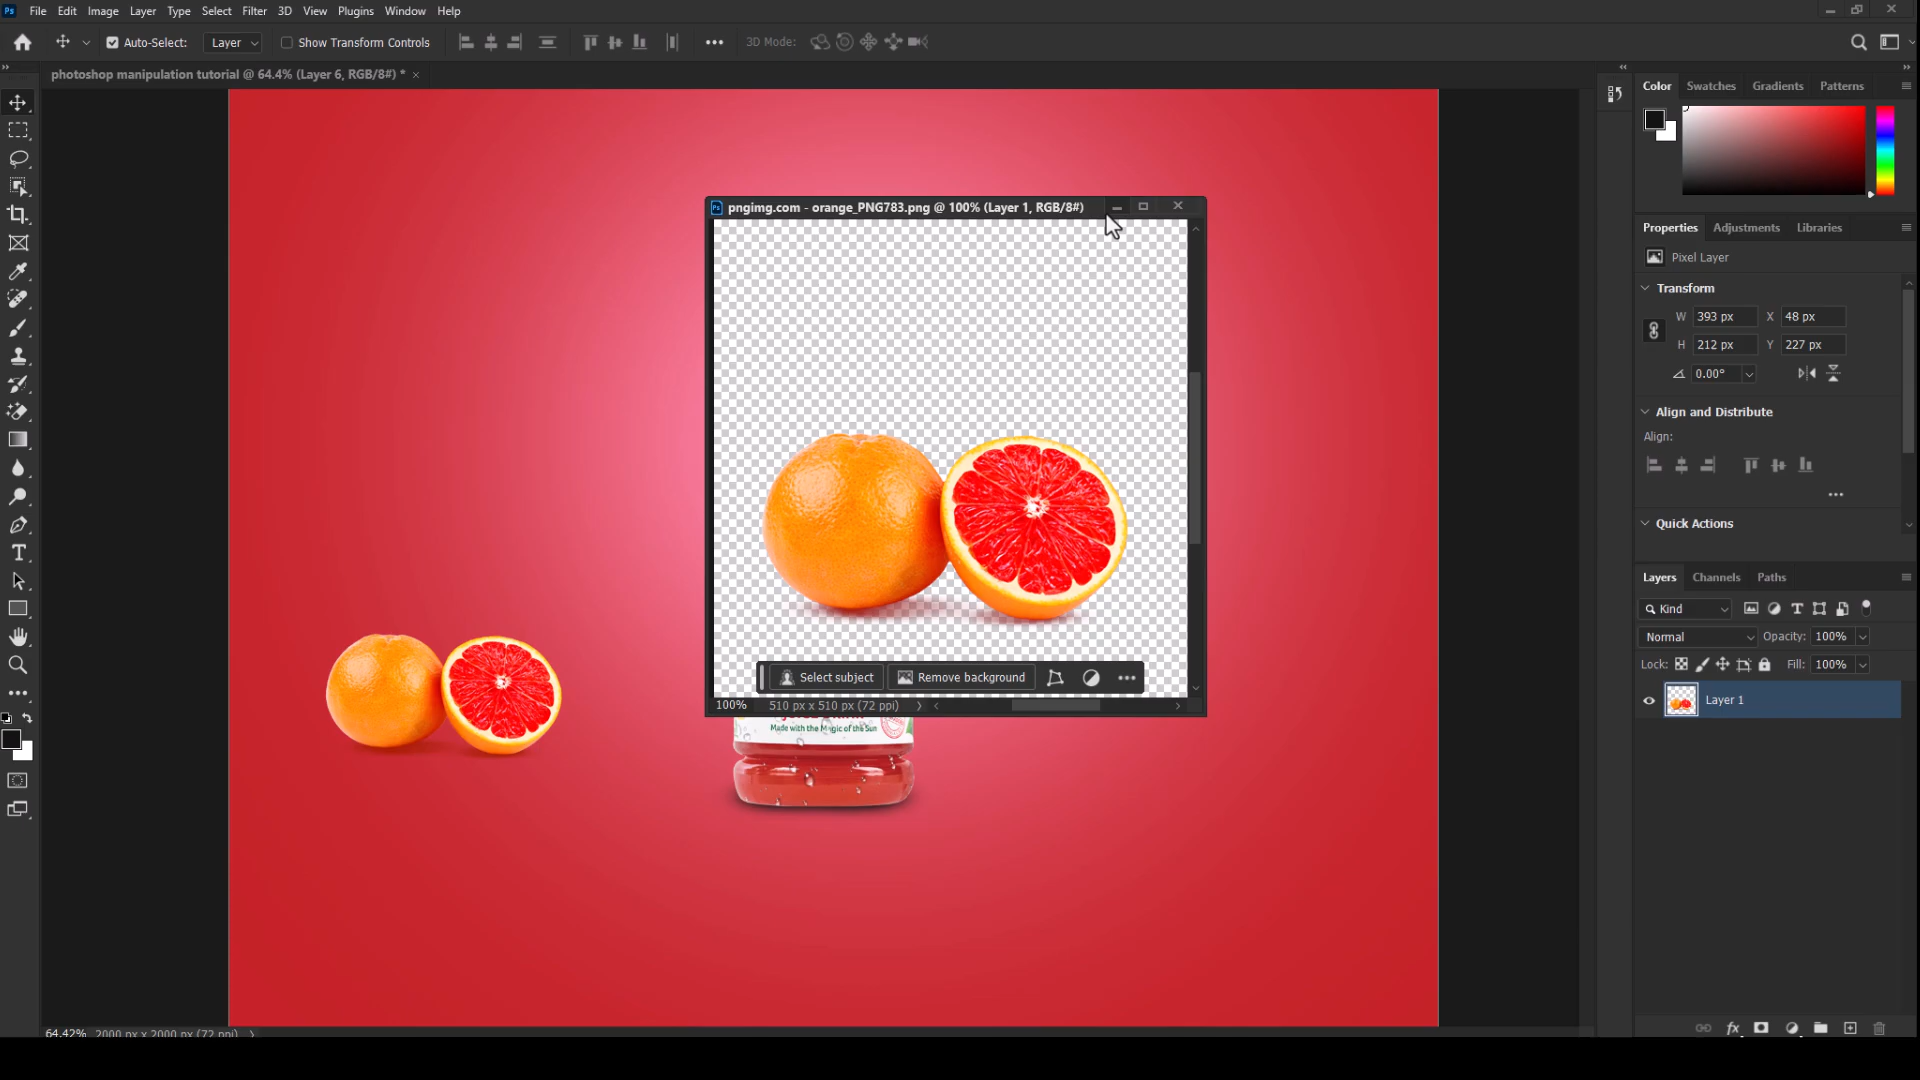 Ps File Edit Image Layer Type Select Filter 3D View Plugins Window Help
Auto-Select: Layer Show Transform Controls 3D Mode:
photoshop manipulation tutorial @ 64.4% (Layer 6, RGB/8#) *
Color Swatches Gradients Patterns
Ps pngimg.com - orange_PNG783.png @ 100% (Layer 1, RGB/8#)
Properties Adjustments Libraries
Pixel Layer
Transform
W 393 px X 48 px
H 212 px Y 227 px
0.00°
Align and Distribute
Align:
Quick Actions
Layers Channels Paths
Kind
Normal Opacity: 100%
Lock: Fill: 100%
Layer 1
Select subject Remove background
100% 510 px x 510 px (72 ppi)
Made with the Magic of the Sun
T
fx
64.42% 2000 px x 2000 px (72 ppi)